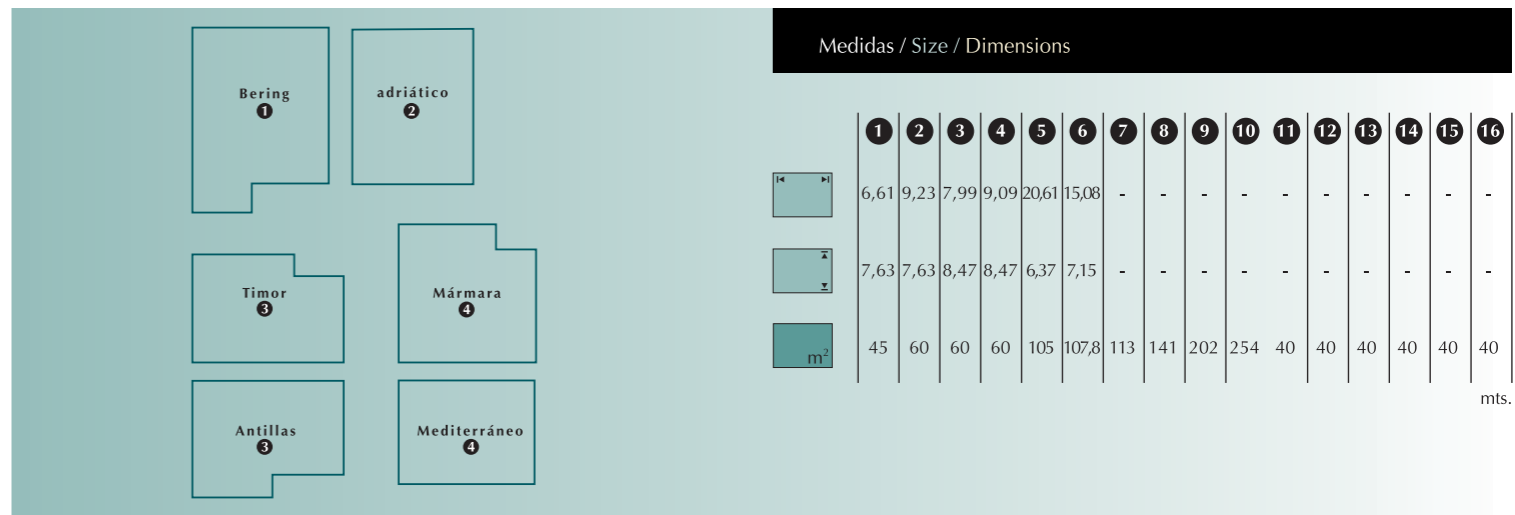 Medidas / Size / Dimensions
Bering
1
adriático
2
Timor
3
Mármara
4
Antillas
3
Mediterráneo
4
1 2 3 4 5 6 7 8 9 10 11 12 13 14 15 16
6,61 9,23 7,99 9,09 20,61 15,08 - - - - - - - - - -
7,63 7,63 8,47 8,47 6,37 7,15 - - - - - - - - - -
m² 45 60 60 60 105 107,8 113 141 202 254 40 40 40 40 40 40
mts.